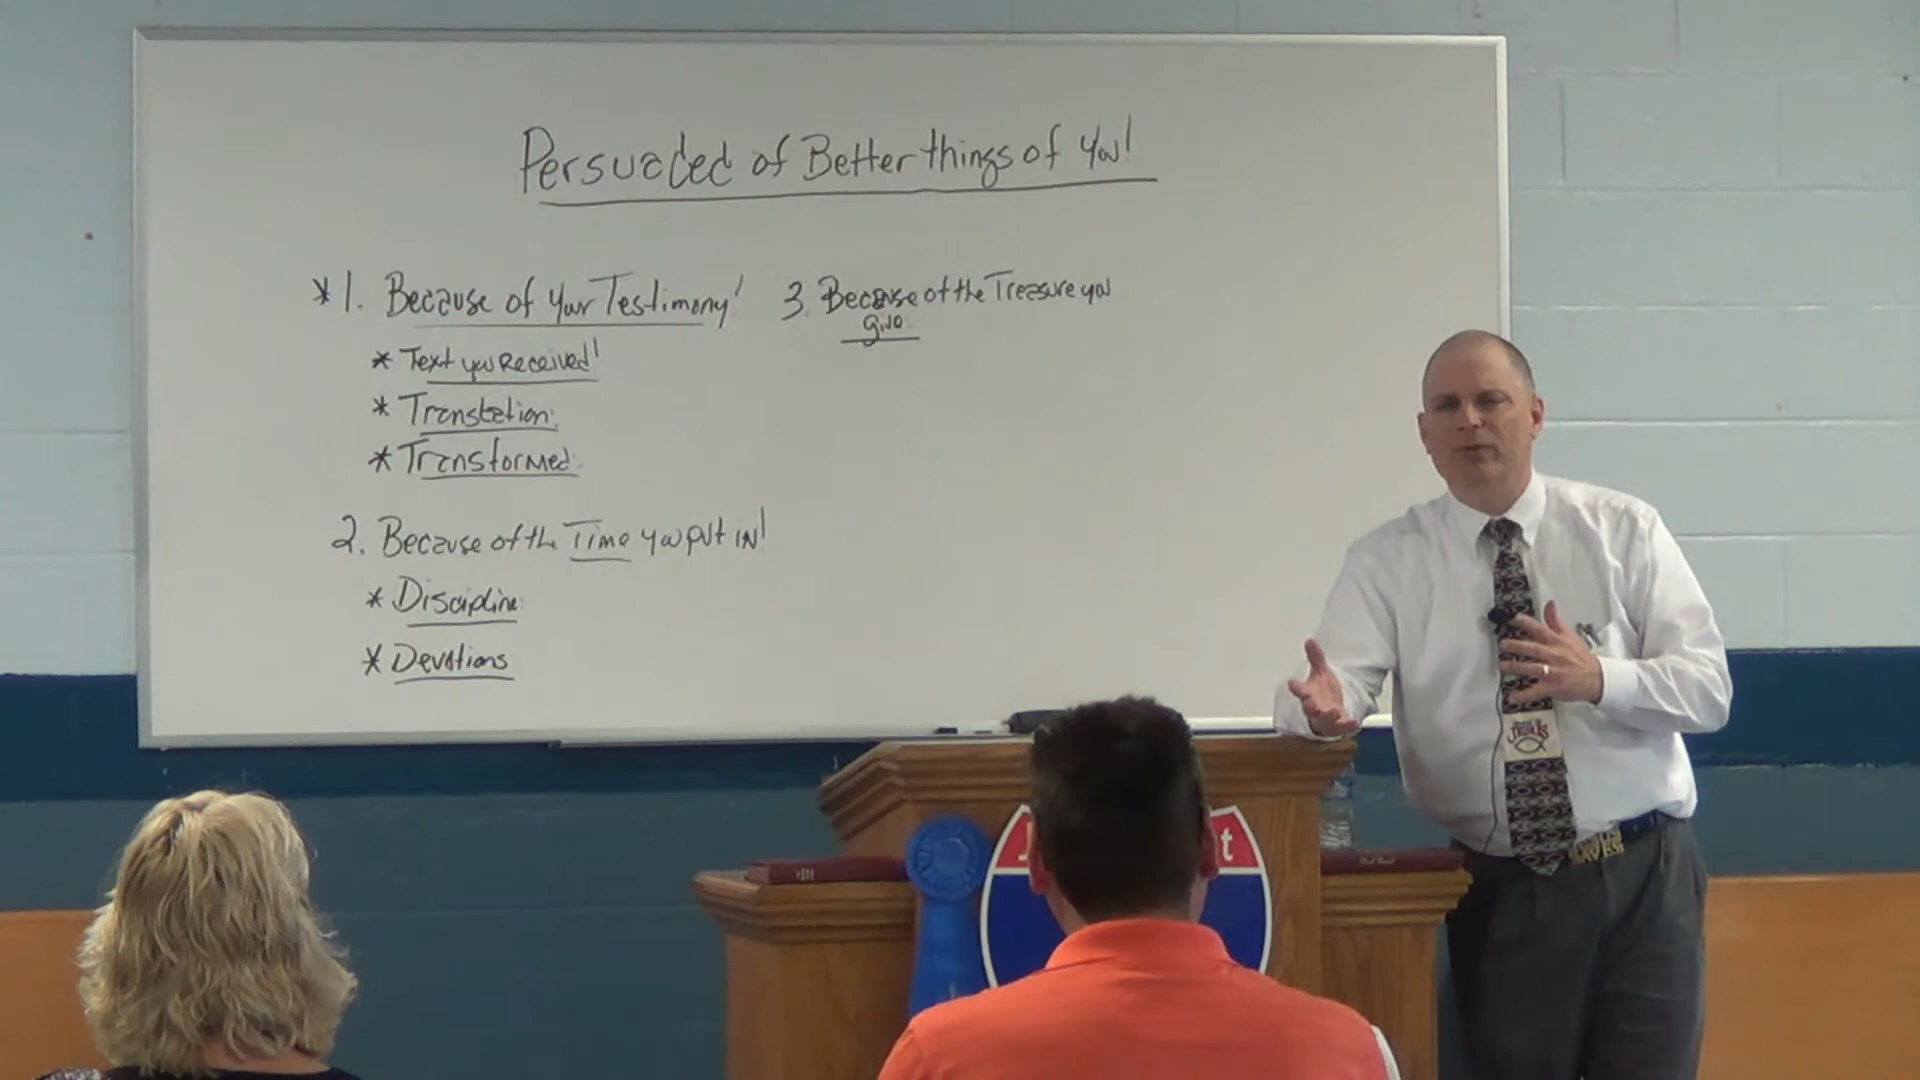 Persuaded of Better things of You!
* 1. Because of Your Testimony!
* Text you Received!
* Translation
* Transformed
2. Because of the Time you put in!
* Discipline
* Devotions
3. Because of the Treasure you
give
JESUS